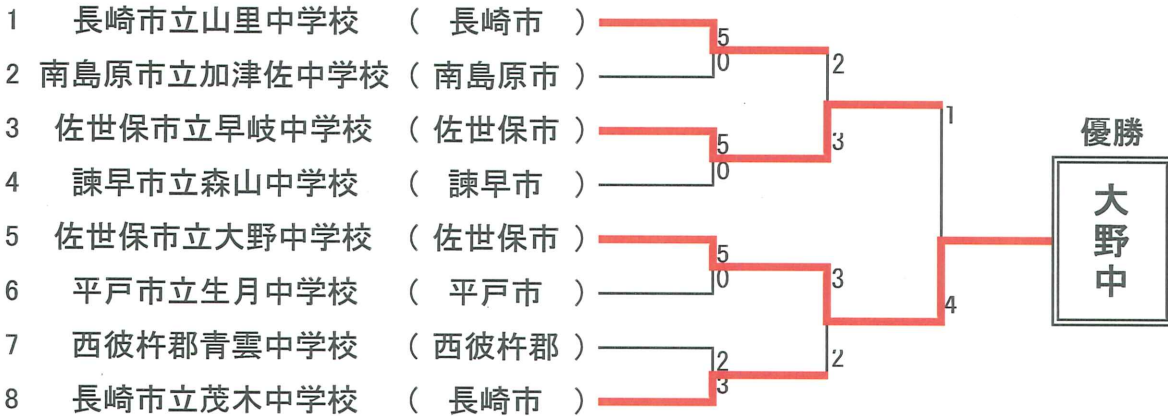 1 長崎市立山里中学校 ( 長崎市 )
5
2 南島原市立加津佐中学校 ( 南島原市 )
0
2
3 佐世保市立早岐中学校 ( 佐世保市 )
5
3
1
4 諫早市立森山中学校 ( 諫早市 )
0
5 佐世保市立大野中学校 ( 佐世保市 )
5
6 平戸市立生月中学校 ( 平戸市 )
0
3
4
7 西彼杵郡青雲中学校 ( 西彼杵郡 )
2
2
8 長崎市立茂木中学校 ( 長崎市 )
3
優勝
大野中